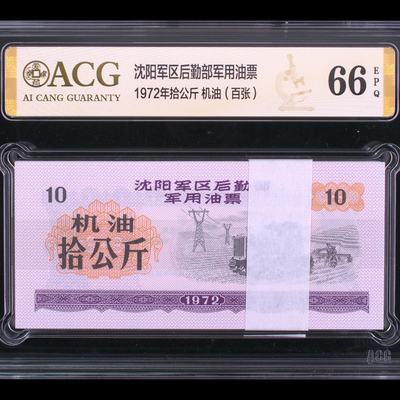 ACG
AI CANG GUARANTY
沈阳军区后勤部军用油票
1972年拾公斤 机油（百张）
66
EPQ
10
沈阳军区后勤
军用油票
10
机油
拾公斤
1972
ACG